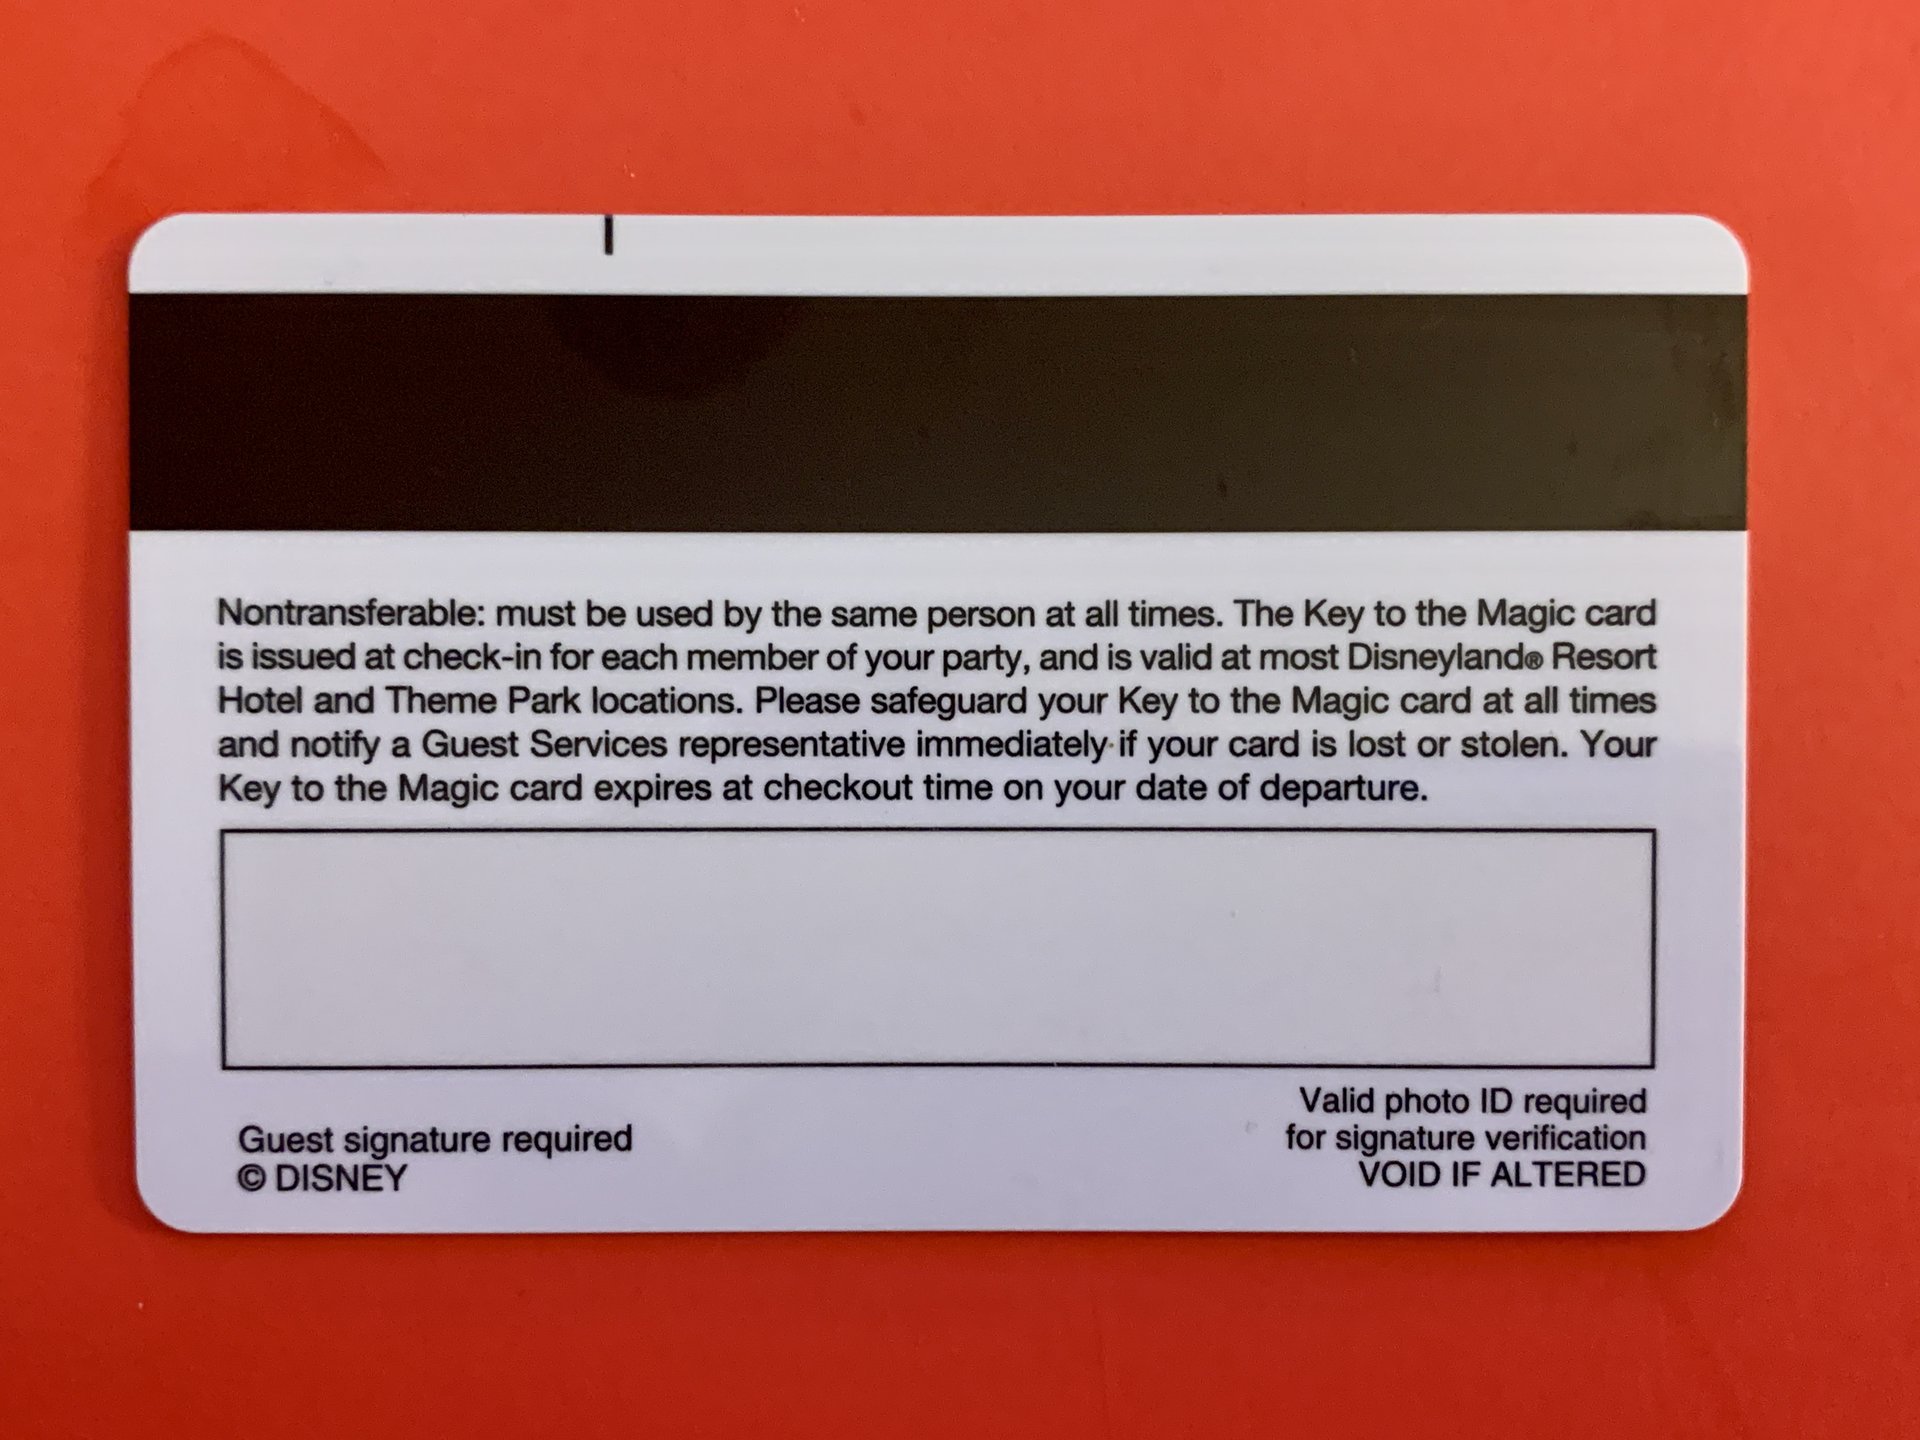 Nontransferable: must be used by the same person at all times. The Key to the Magic card
is issued at check-in for each member of your party, and is valid at most Disneyland® Resort
Hotel and Theme Park locations. Please safeguard your Key to the Magic card at all times
and notify a Guest Services representative immediately if your card is lost or stolen. Your
Key to the Magic card expires at checkout time on your date of departure.
Guest signature required
© DISNEY
Valid photo ID required
for signature verification
VOID IF ALTERED